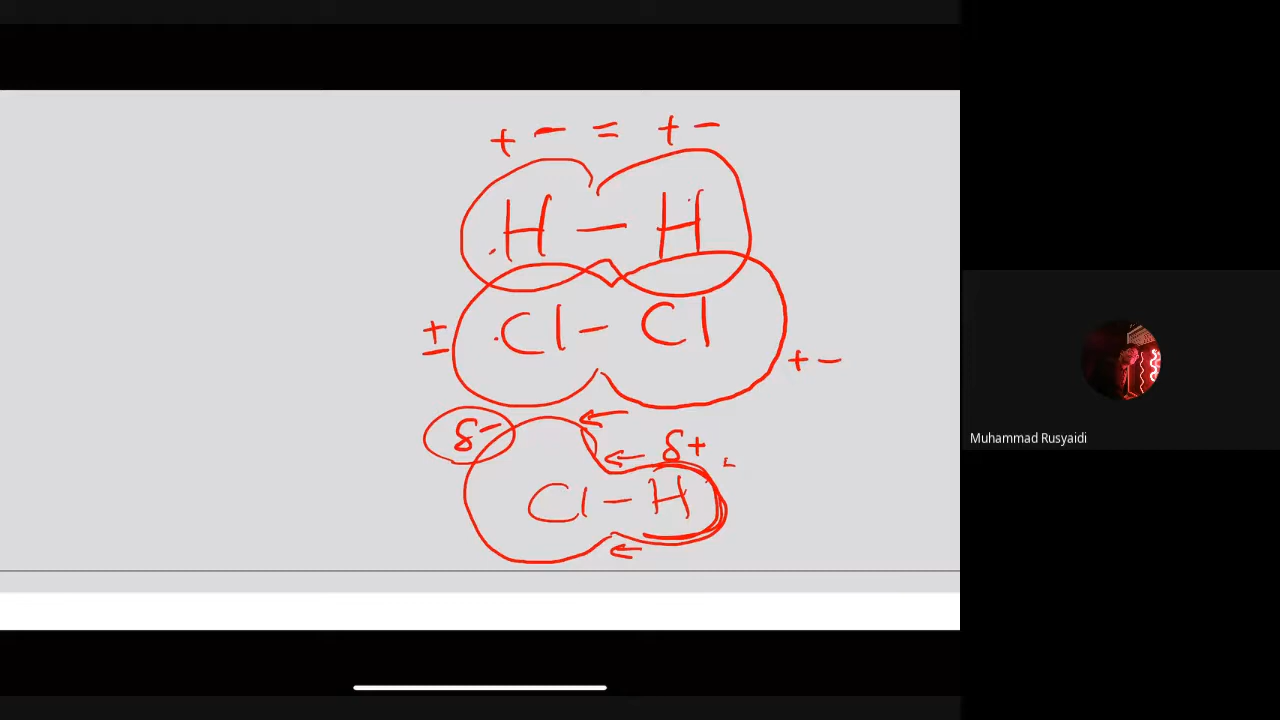 + - = + -
H - H
± Cl - Cl + -
δ- δ+
Cl - H
Muhammad Rusyaidi